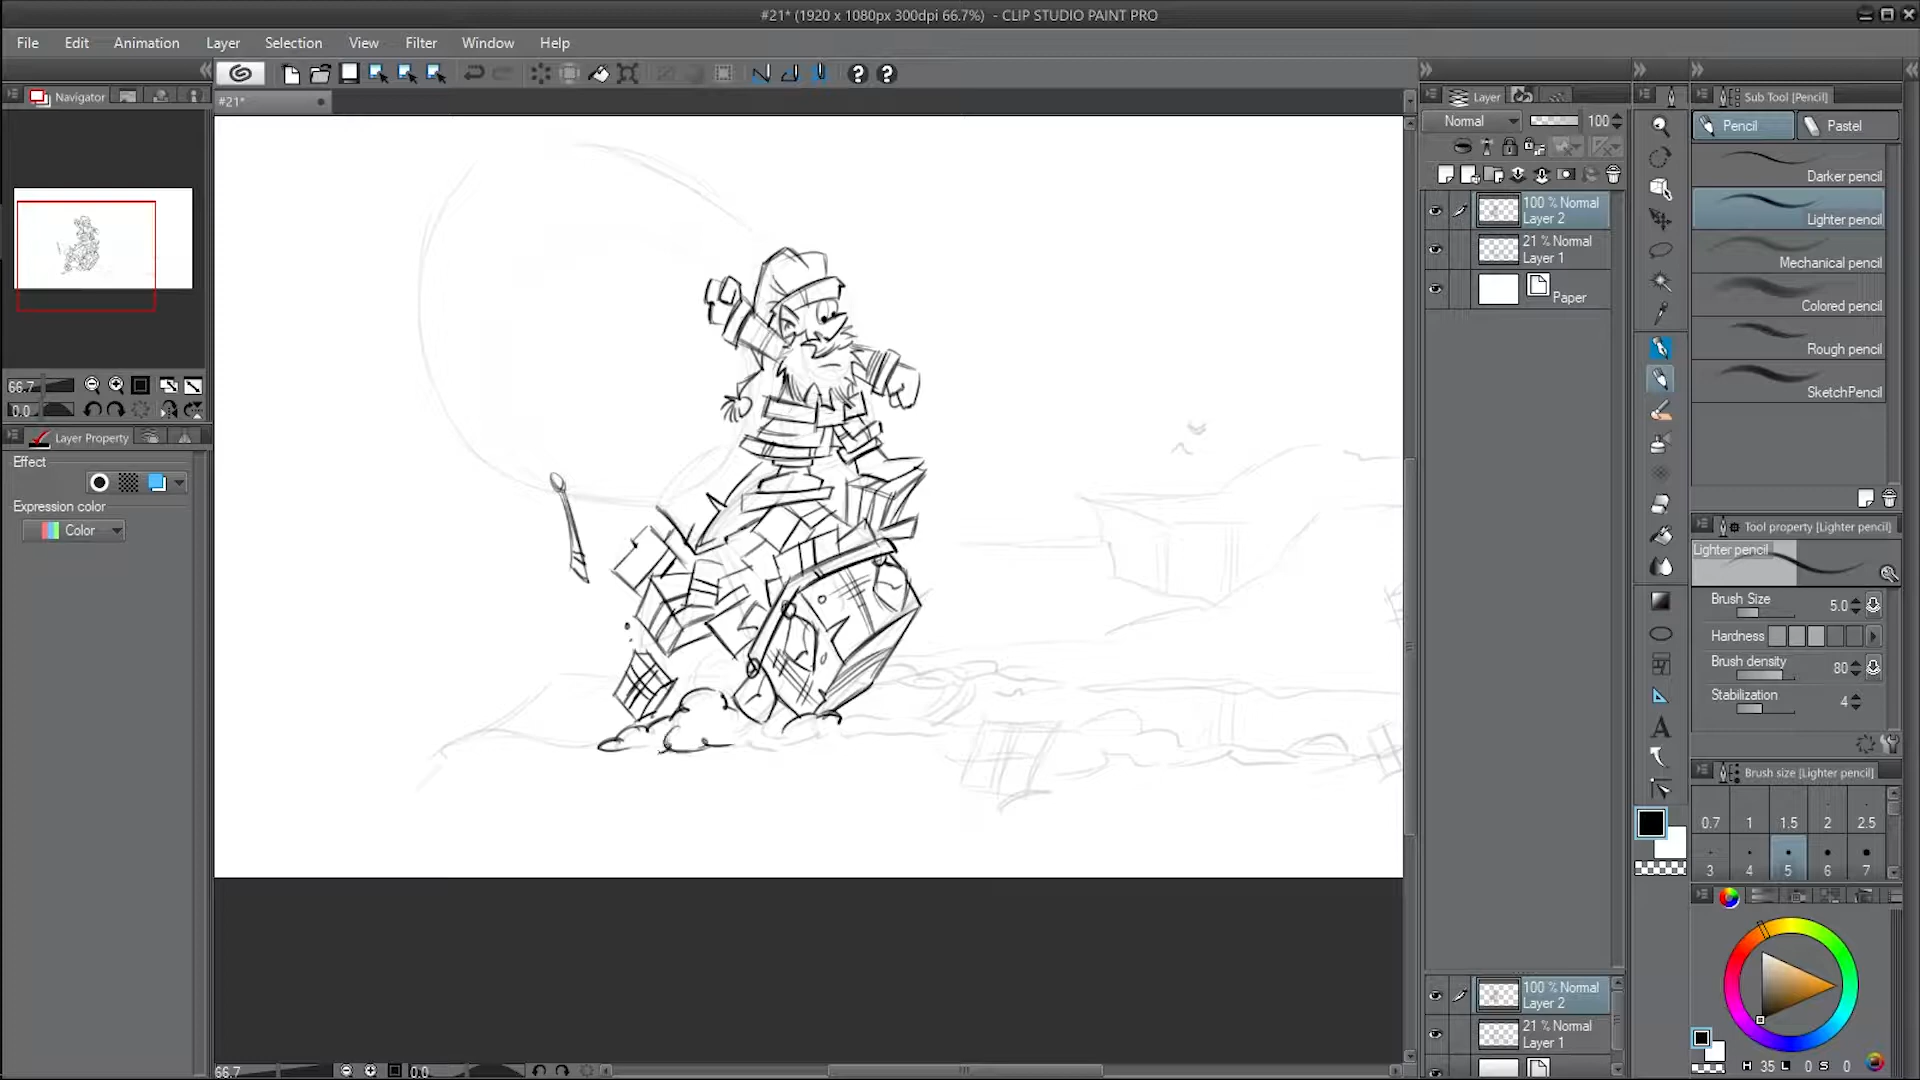 #21* (1920 x 1080px 300dpi 66.7%) - CLIP STUDIO PAINT PRO
File Edit Animation Layer Selection View Filter Window Help
#21*
Navigator
66.7
0.0
Layer Property
Effect
Expression color
Color
66.7 0.0
Layer
Normal 100
100 % Normal
Layer 2
21 % Normal
Layer 1
Paper
100 % Normal
Layer 2
21 % Normal
Layer 1
Sub Tool [Pencil]
Pencil Pastel
Darker pencil
Lighter pencil
Mechanical pencil
Colored pencil
Rough pencil
SketchPencil
Tool property [Lighter pencil]
Lighter pencil
Brush Size 5.0
Hardness
Brush density 80
Stabilization 4
Brush size [Lighter pencil]
0.7 1 1.5 2 2.5
3 4 5 6 7
H 35 L 0 S 0